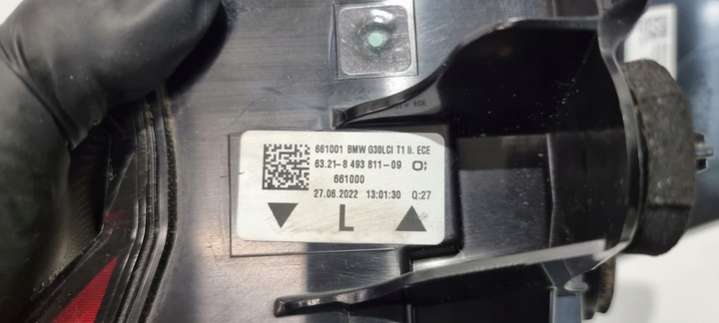 661001 BMW G30LCI T1 li. ECE
63.21-8 493 811-09
661000
27.06.2022 13:01:30 Q:27
L